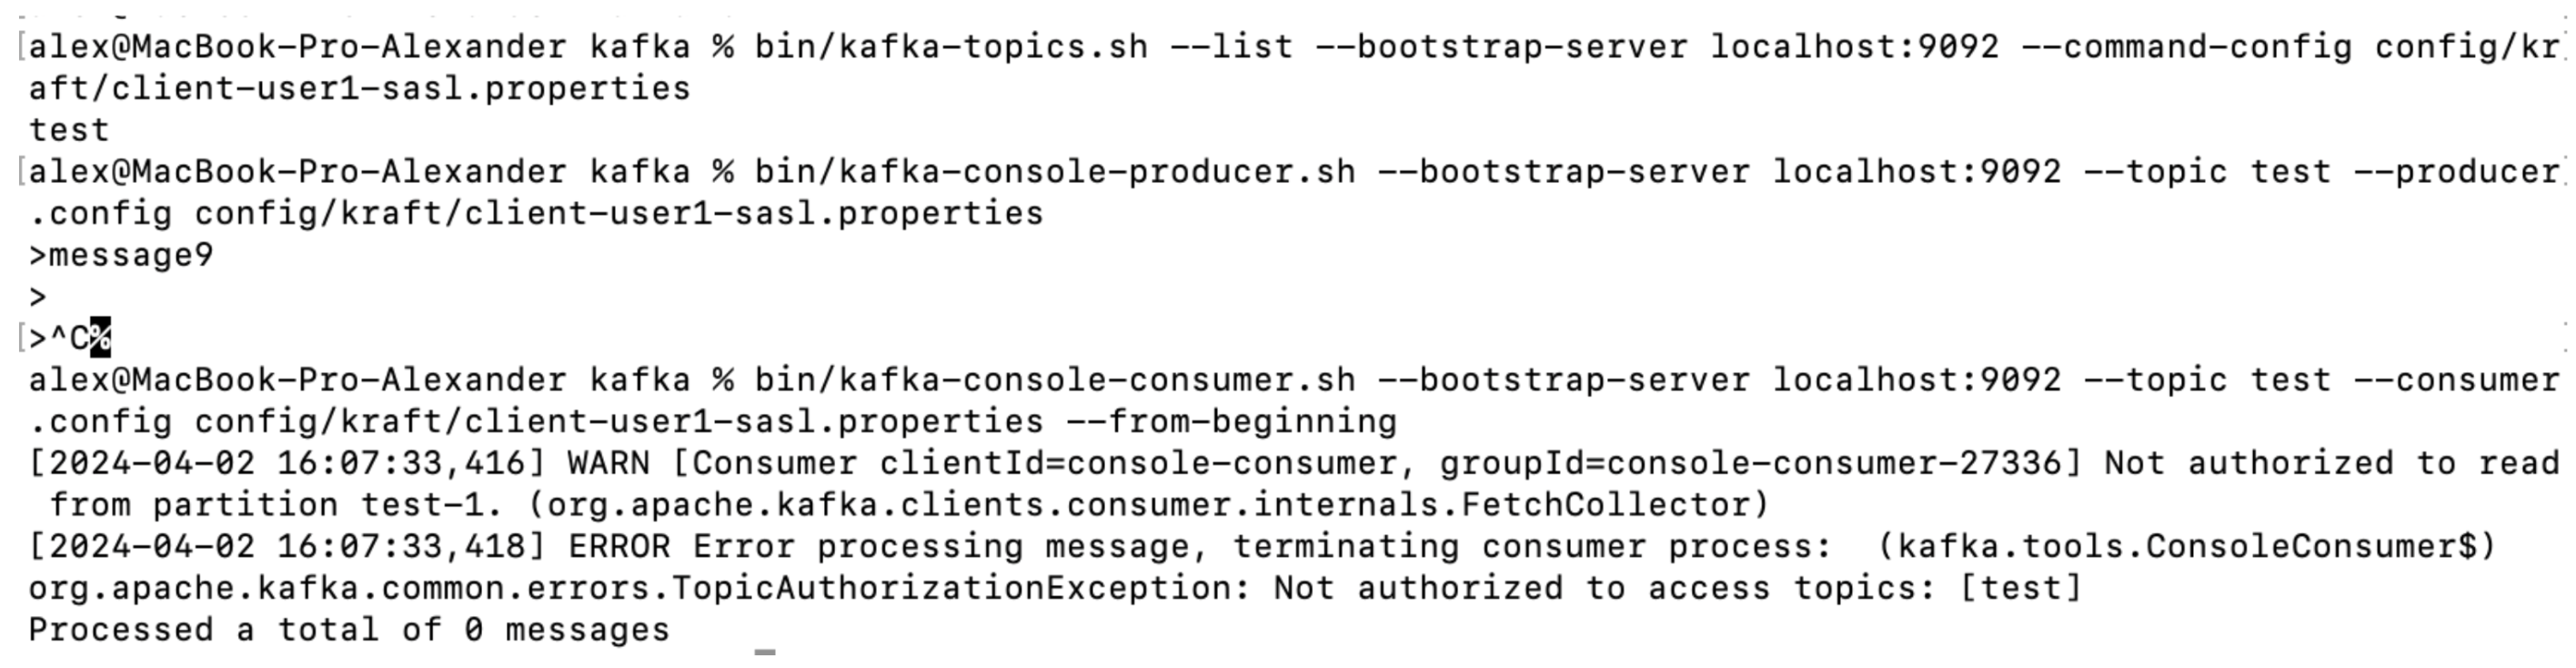 [alex@MacBook-Pro-Alexander kafka % bin/kafka-topics.sh --list --bootstrap-server localhost:9092 --command-config config/kr
aft/client-user1-sasl.properties
test
[alex@MacBook-Pro-Alexander kafka % bin/kafka-console-producer.sh --bootstrap-server localhost:9092 --topic test --producer
.config config/kraft/client-user1-sasl.properties
>message9
>
[>^C%
alex@MacBook-Pro-Alexander kafka % bin/kafka-console-consumer.sh --bootstrap-server localhost:9092 --topic test --consumer
.config config/kraft/client-user1-sasl.properties --from-beginning
[2024-04-02 16:07:33,416] WARN [Consumer clientId=console-consumer, groupId=console-consumer-27336] Not authorized to read
 from partition test-1. (org.apache.kafka.clients.consumer.internals.FetchCollector)
[2024-04-02 16:07:33,418] ERROR Error processing message, terminating consumer process:  (kafka.tools.ConsoleConsumer$)
org.apache.kafka.common.errors.TopicAuthorizationException: Not authorized to access topics: [test]
Processed a total of 0 messages